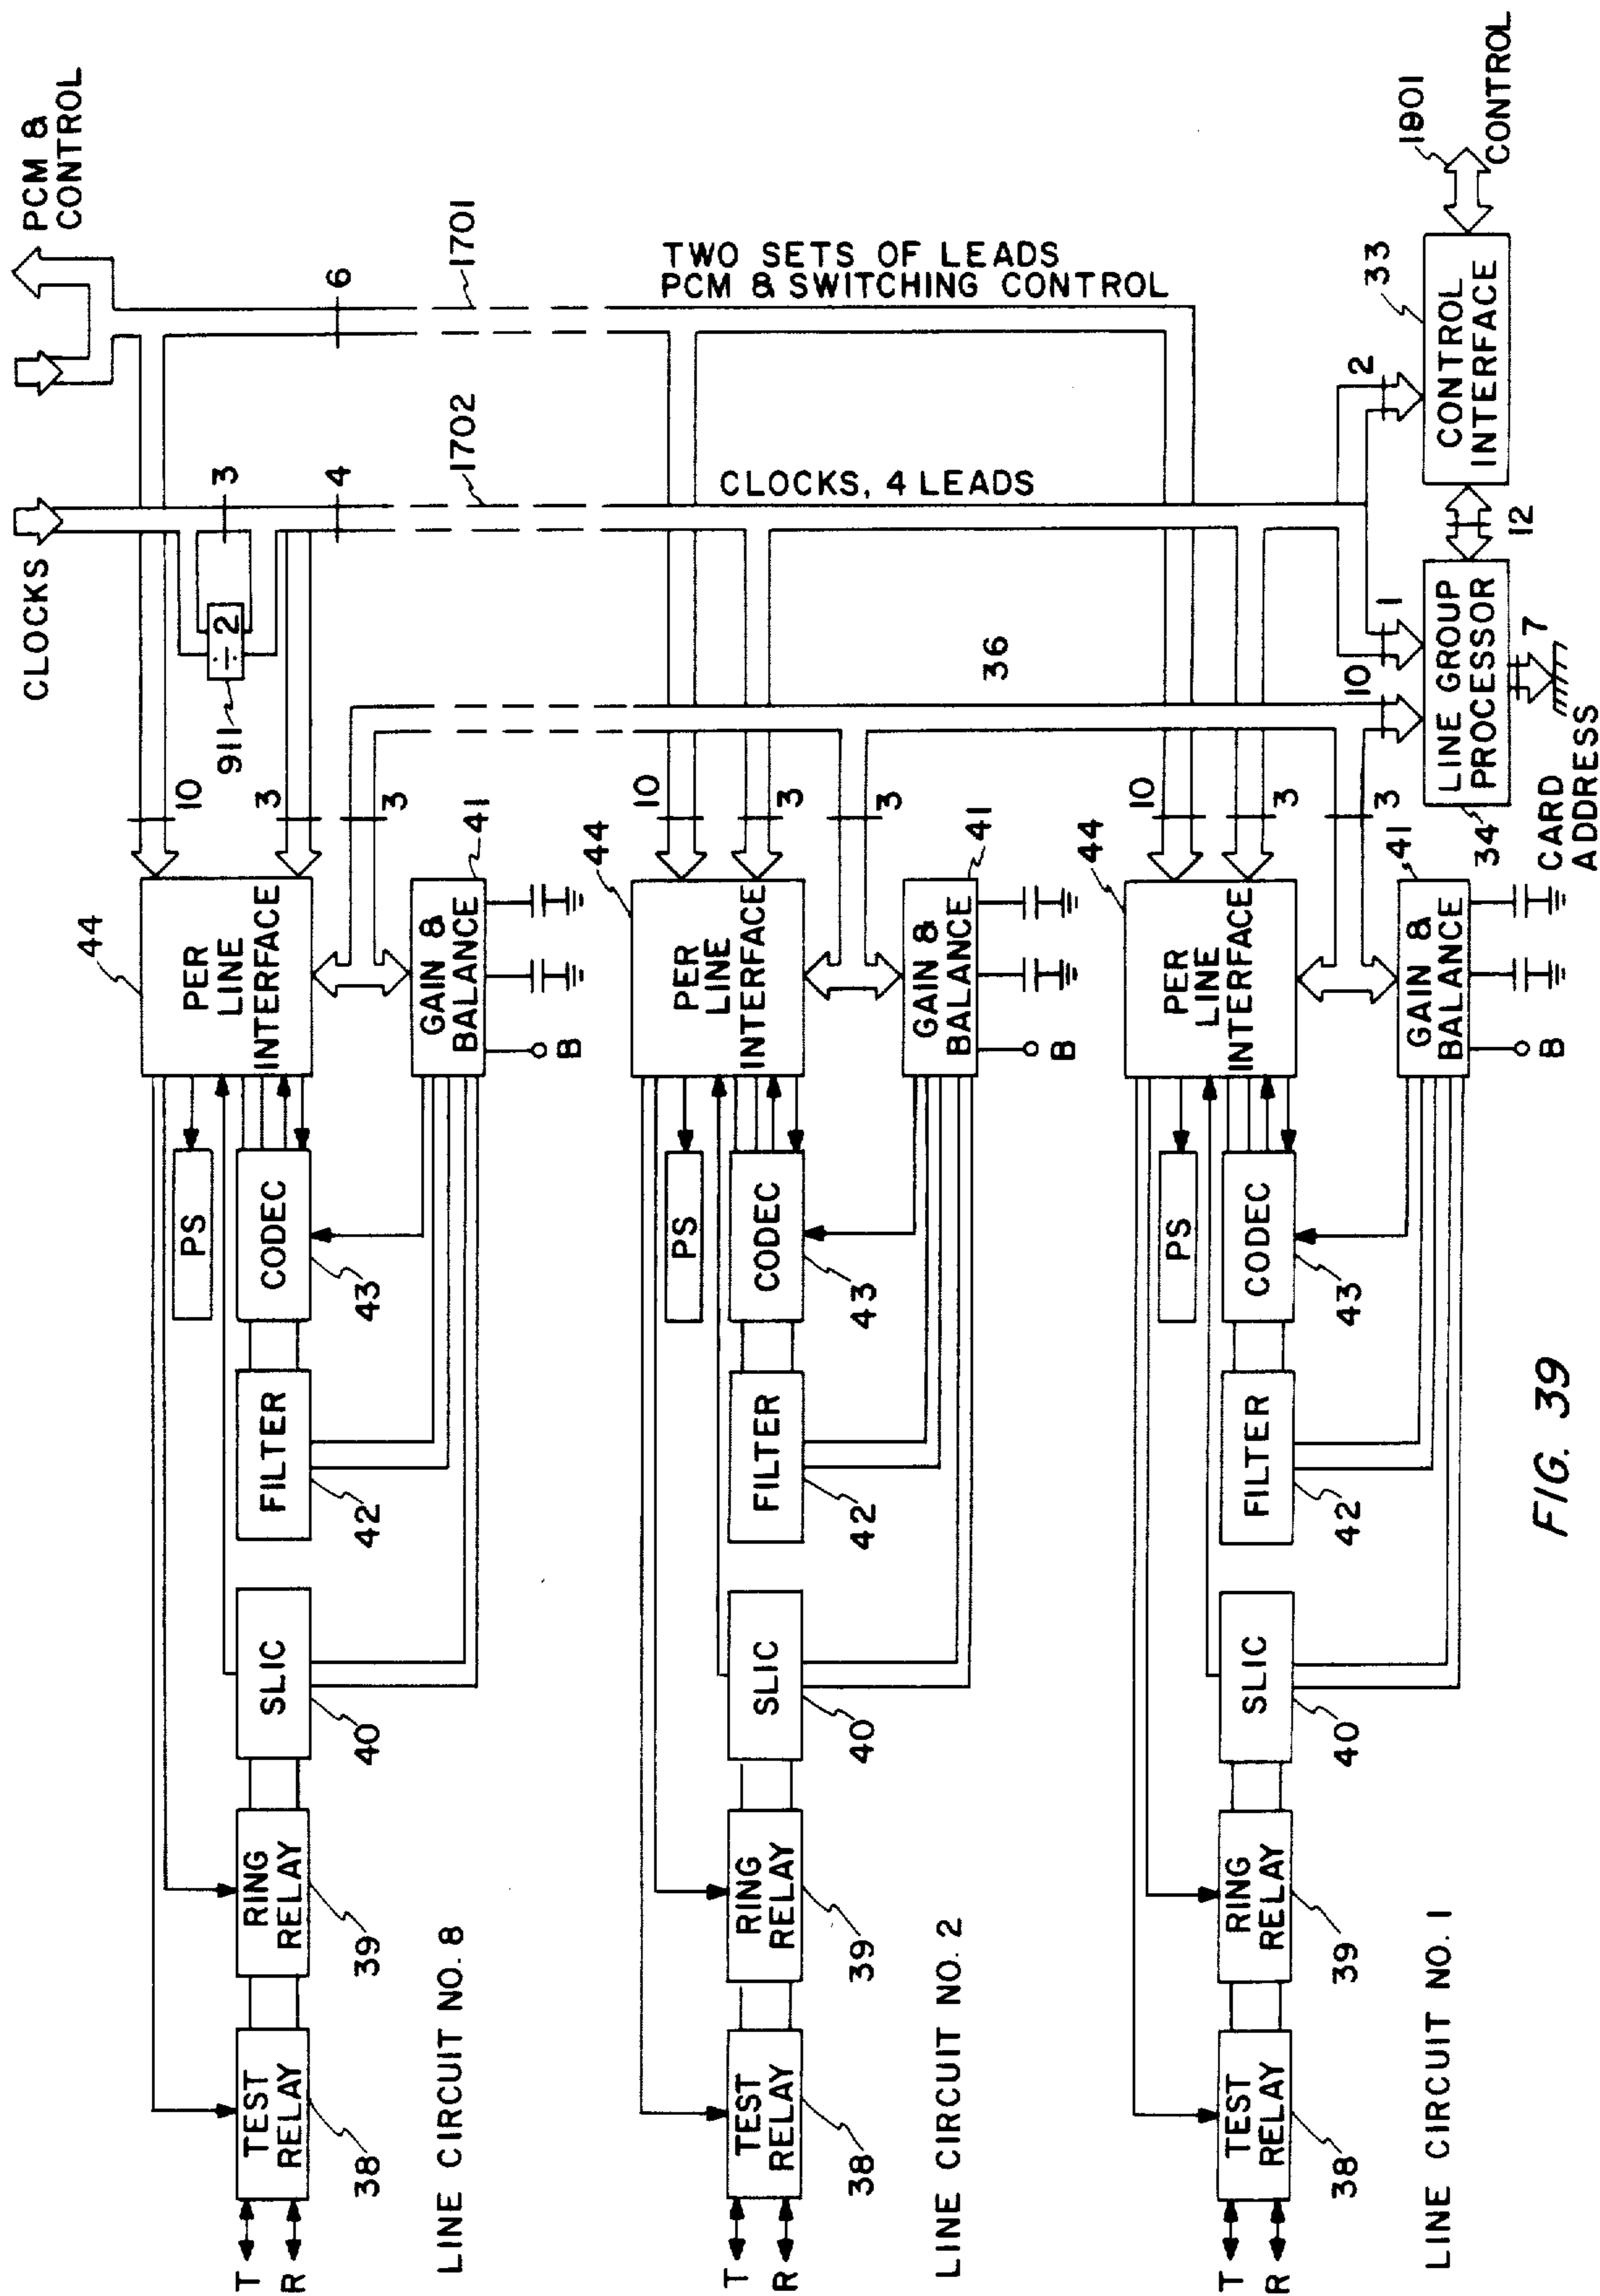 CLOCKS
PCM &
CONTROL
44
PER
LINE
INTERFACE
10
3
3
911
÷ 2
3
4
6
1702
1701
T
R
TEST
RELAY
38
RING
RELAY
39
SLIC
40
FILTER
42
CODEC
43
PS
GAIN &
BALANCE
41
B
LINE CIRCUIT NO. 8
44
PER
LINE
INTERFACE
10
3
3
CLOCKS, 4 LEADS
TWO SETS OF LEADS
PCM & SWITCHING CONTROL
36
T
R
TEST
RELAY
38
RING
RELAY
39
SLIC
40
FILTER
42
CODEC
43
PS
GAIN &
BALANCE
41
B
LINE CIRCUIT NO. 2
44
PER
LINE
INTERFACE
10
3
3
T
R
TEST
RELAY
38
RING
RELAY
39
SLIC
40
FILTER
42
CODEC
43
PS
GAIN &
BALANCE
41
B
LINE CIRCUIT NO. 1
10
1
2
LINE GROUP
PROCESSOR
34
7
CARD
ADDRESS
12
CONTROL
INTERFACE
33
1901
CONTROL
FIG. 39